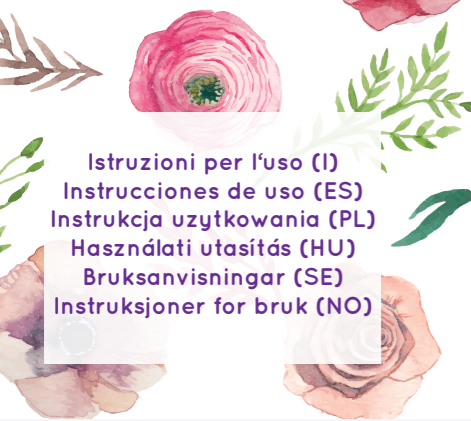 Istruzioni per l‘uso (I)
Instrucciones de uso (ES)
Instrukcja uzytkowania (PL)
Használati utasítás (HU)
Bruksanvisningar (SE)
Instruksjoner for bruk (NO)